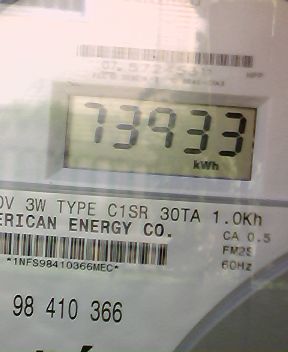 73933
kWh
0V 3W TYPE C1SR 30TA 1.0Kh
ERICAN ENERGY CO.
CA 0.5
FM2S
60Hz
*1NFS98410366MEC*
98 410 366